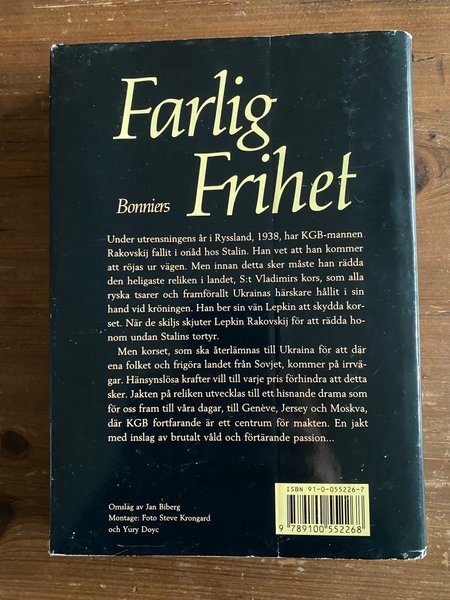 Farlig
Bonniers Frihet
Under utrensningens år i Ryssland, 1938, har KGB-mannen
Rakovskij fallit i onåd hos Stalin. Han vet att han kommer
att röjas ur vägen. Men innan detta sker måste han rädda
den heligaste reliken i landet, S:t Vladimirs kors, som alla
ryska tsarer och framförallt Ukrainas härskare hållit i sin
hand vid kröningen. Han ber sin vän Lepkin att skydda kor-
set. När de skiljs skjuter Lepkin Rakovskij för att rädda ho-
nom undan Stalins tortyr.
Men korset, som ska återlämnas till Ukraina för att där
ena folket och frigöra landet från Sovjet, kommer på irrvä-
gar. Hänsynslösa krafter vill till varje pris förhindra att detta
sker. Jakten på reliken utvecklas till ett hisnande drama som
för oss fram till våra dagar, till Genève, Jersey och Moskva,
där KGB fortfarande är ett centrum för makten. En jakt
med inslag av brutalt våld och förtärande passion...
ISBN 91-0-055226-7
Omslag av Jan Biberg
Montage: Foto Steve Krongard
och Yury Doyc
9 789100 552268